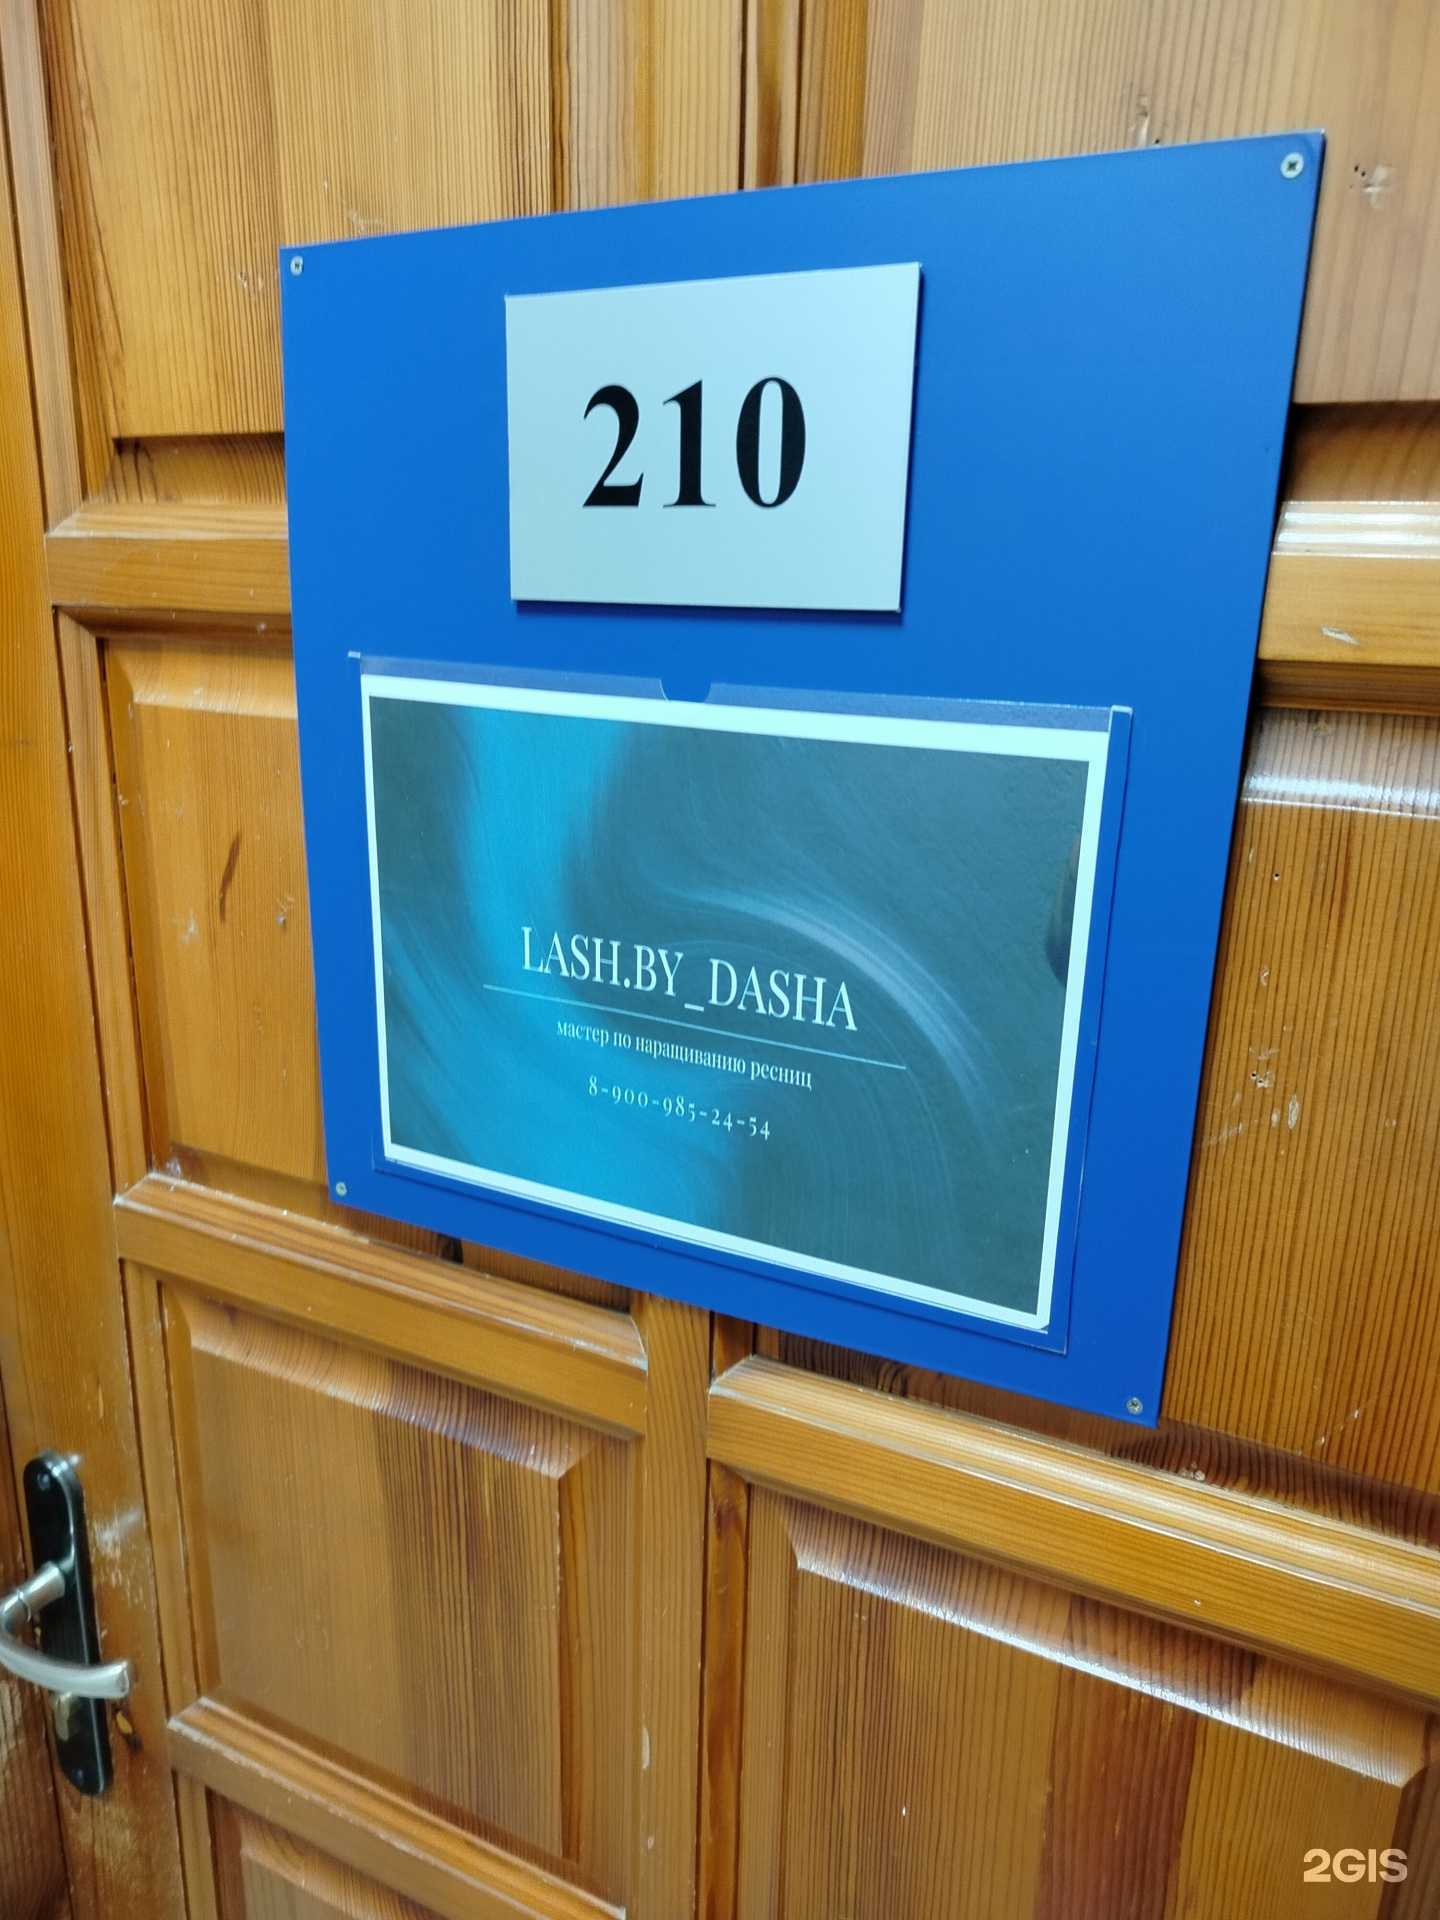 210
LASH.BY_DASHA
мастер по наращиванию ресниц
8-900-985-24-54
2GIS